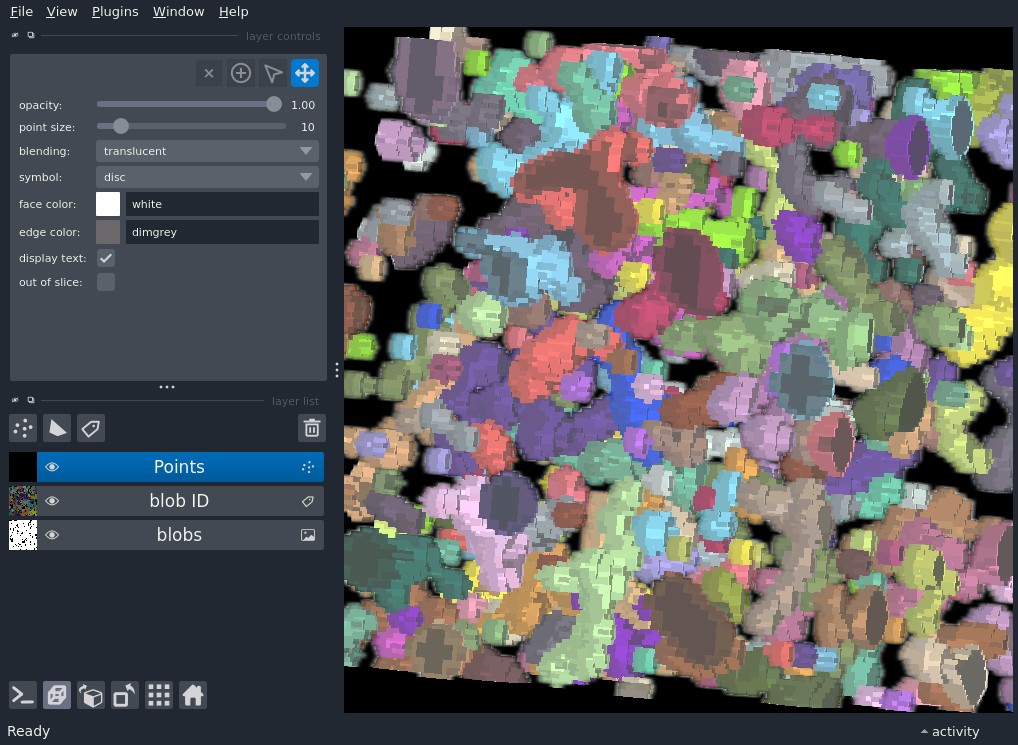 File View Plugins Window Help
layer controls
opacity: 1.00
point size: 10
blending: translucent
symbol: disc
face color: white
edge color: dimgrey
display text:
out of slice:
layer list
Points
blob ID
blobs
Ready activity